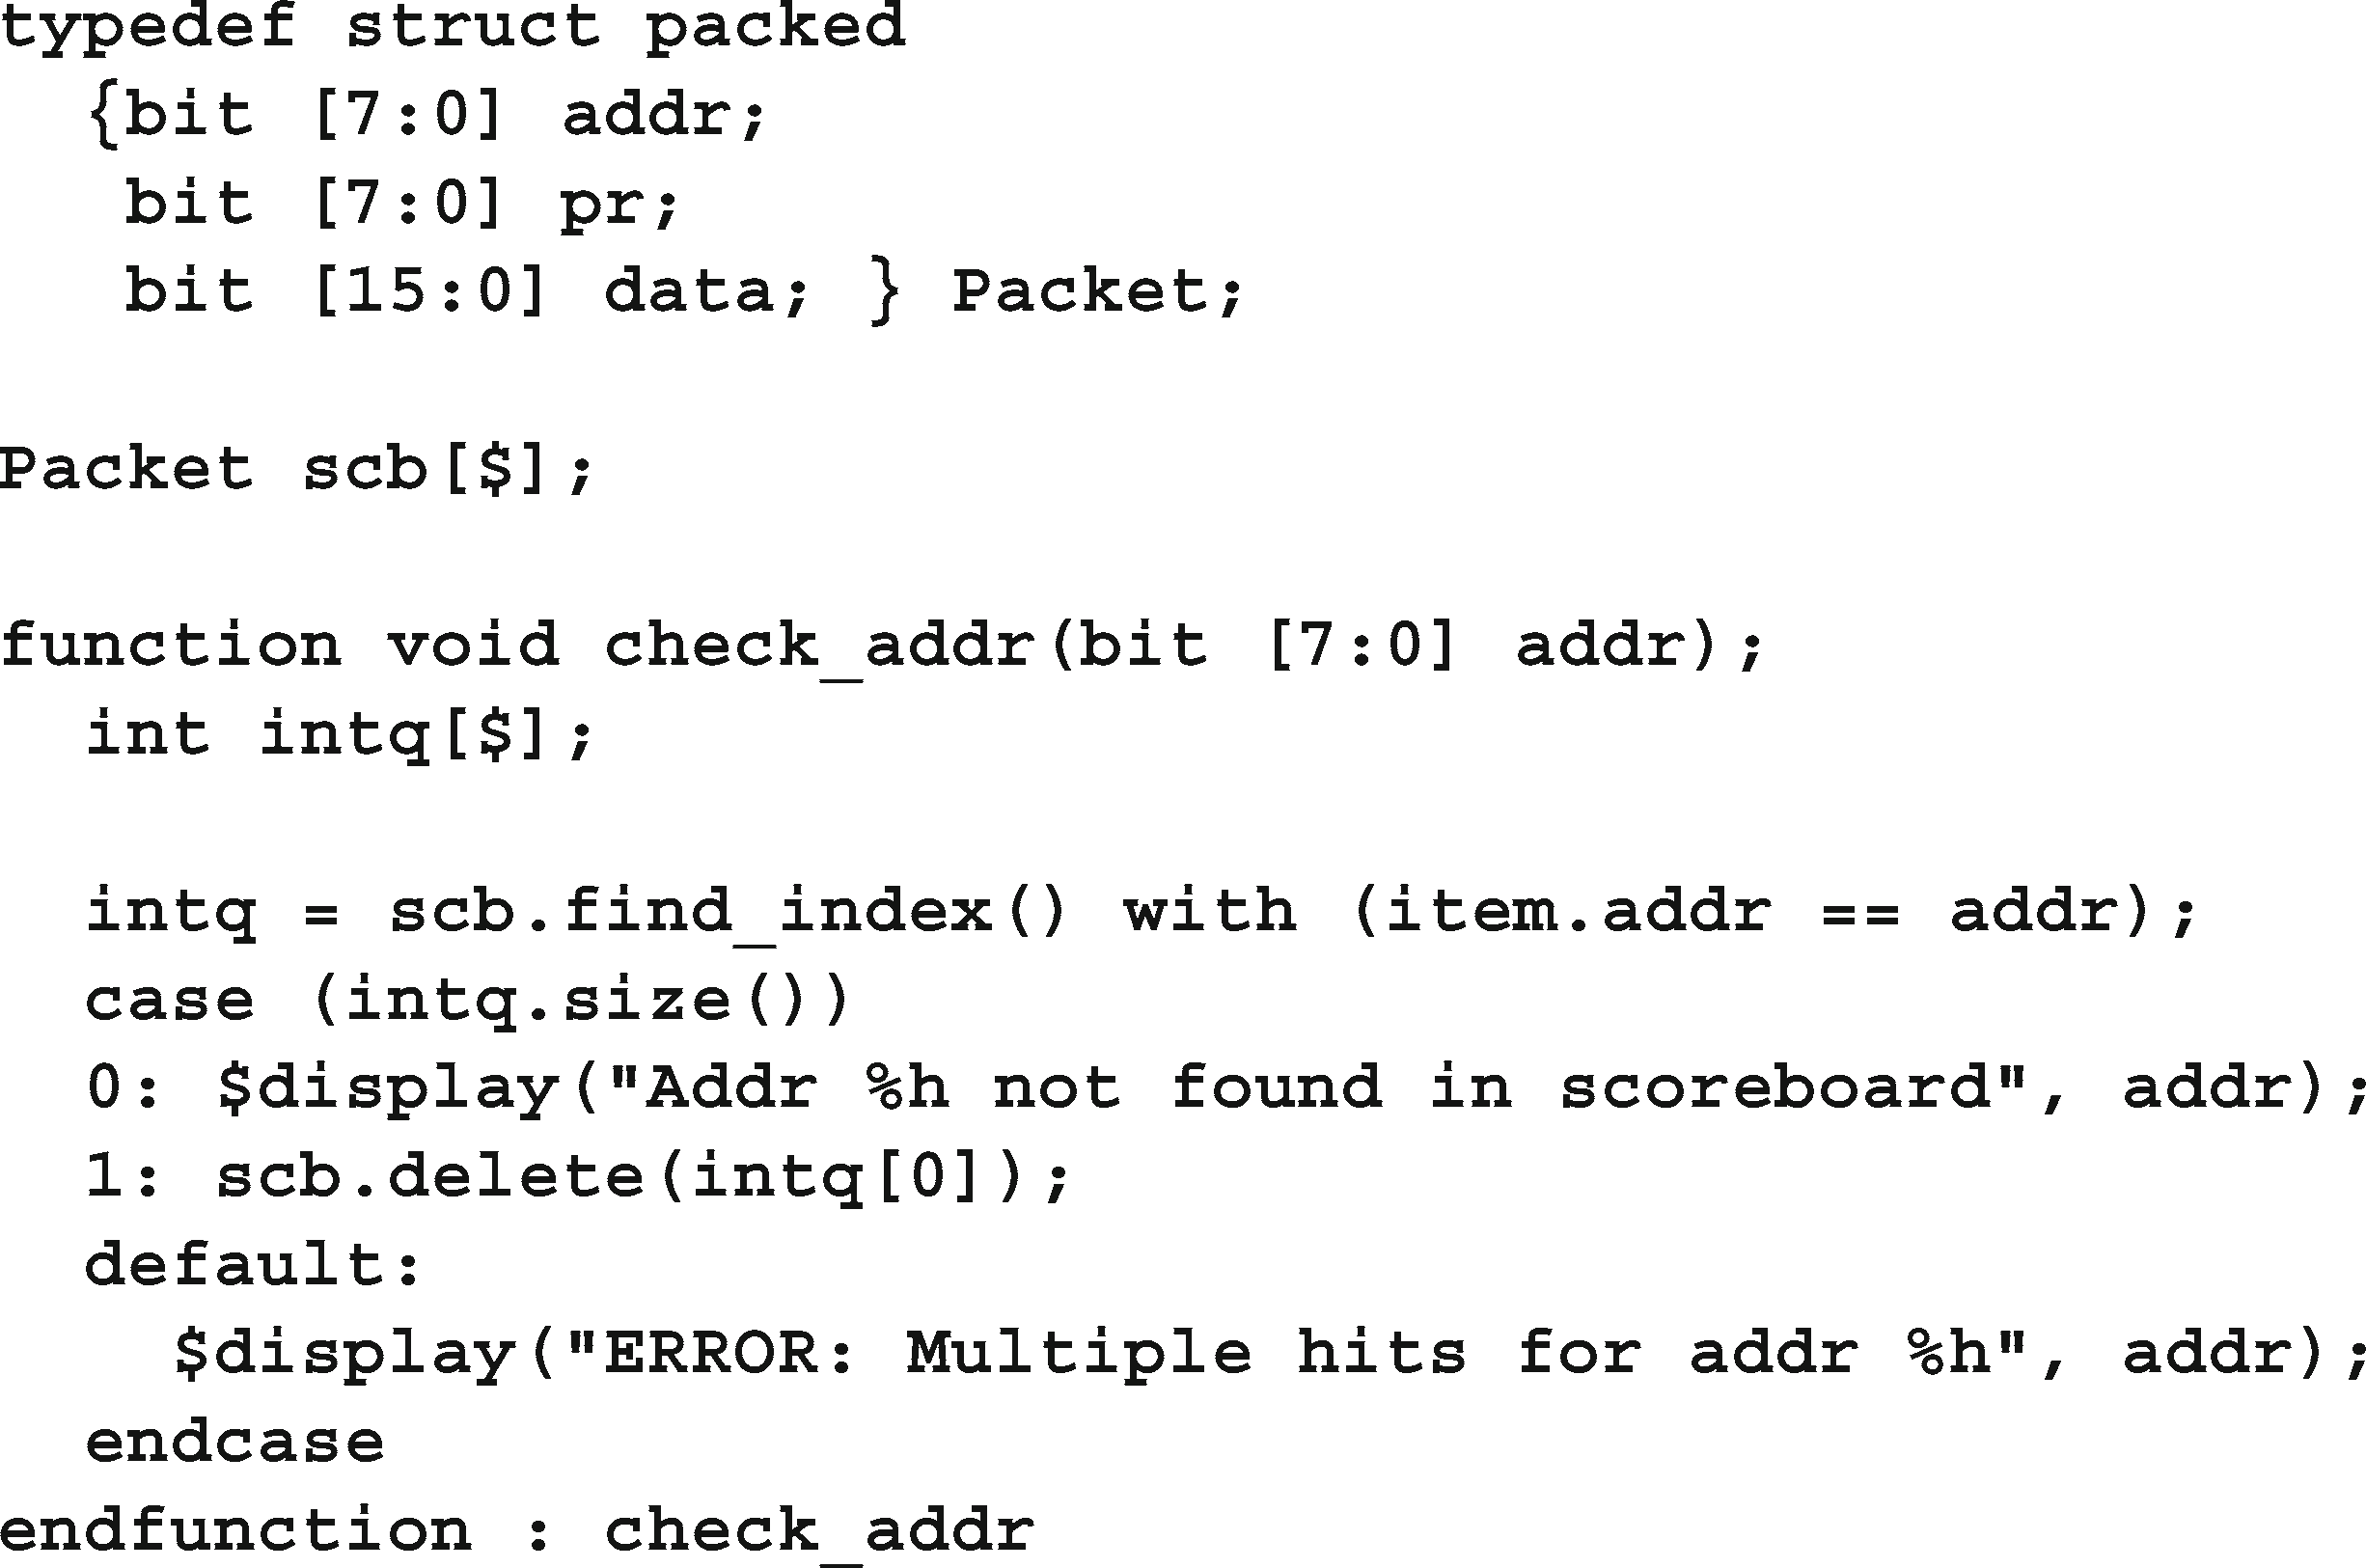 typedef struct packed
  {bit [7:0] addr;
   bit [7:0] pr;
   bit [15:0] data; } Packet;

Packet scb[$];

function void check_addr(bit [7:0] addr);
  int intq[$];

  intq = scb.find_index() with (item.addr == addr);
  case (intq.size())
  0: $display("Addr %h not found in scoreboard", addr);
  1: scb.delete(intq[0]);
  default:
    $display("ERROR: Multiple hits for addr %h", addr);
  endcase
endfunction : check_addr